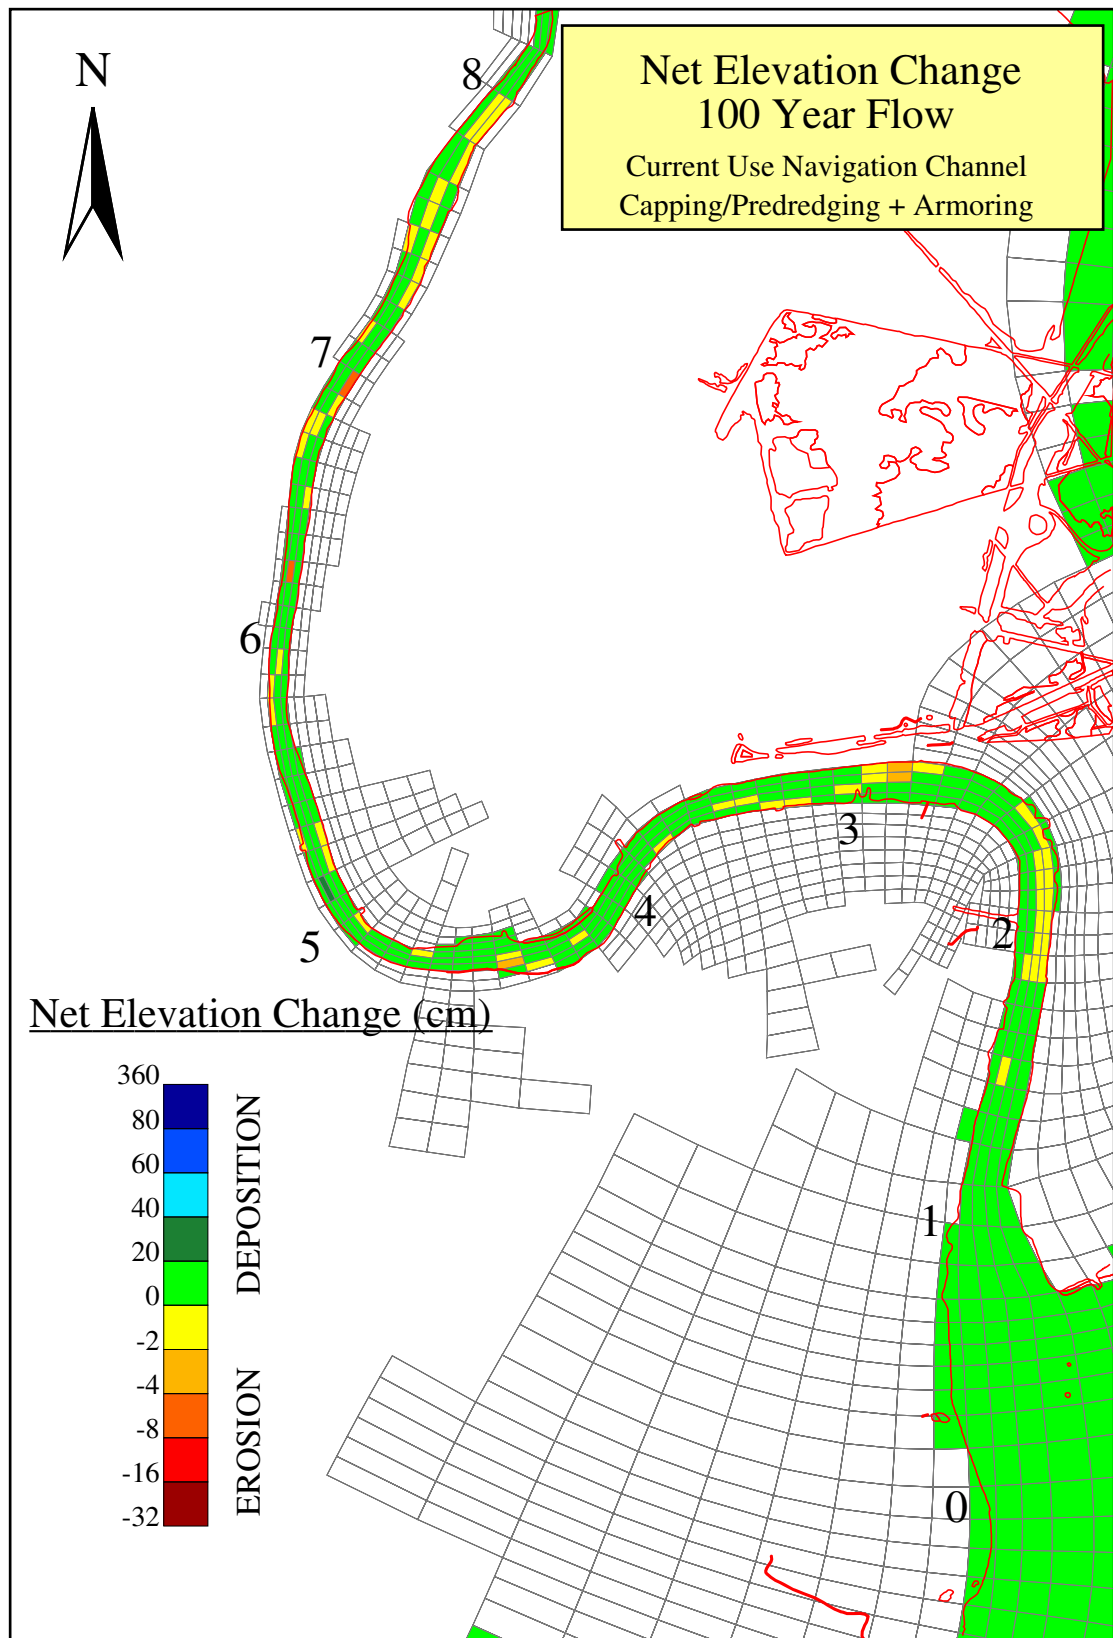 Net Elevation Change
100 Year Flow
Current Use Navigation Channel
Capping/Predredging + Armoring
N
8
7
6
5
4
3
2
1
0
Net Elevation Change (cm)
360
80
60
40
20
0
-2
-4
-8
-16
-32
DEPOSITION
EROSION